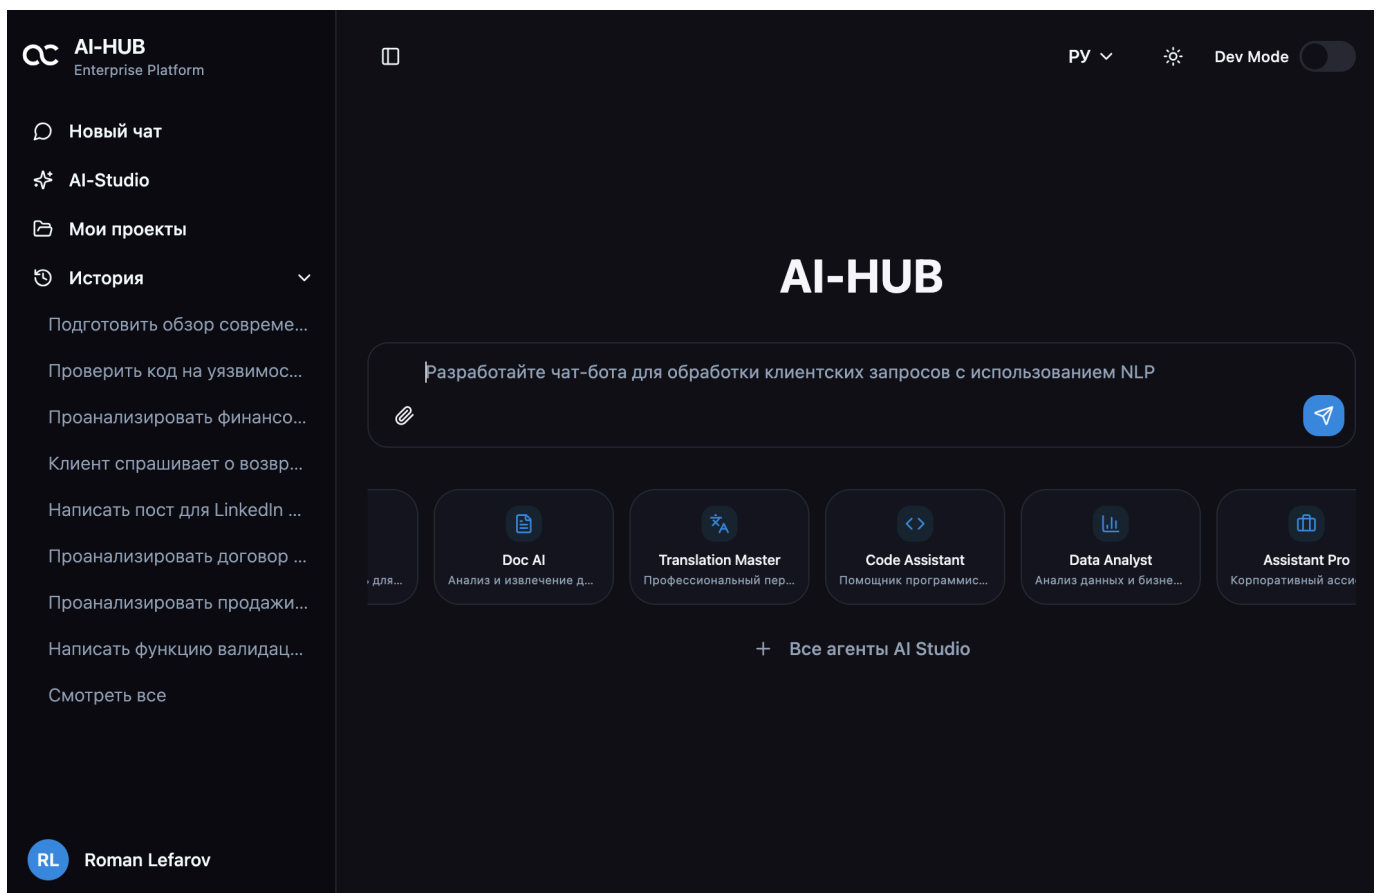 AI-HUB
Enterprise Platform
Новый чат
AI-Studio
Мои проекты
История
Подготовить обзор совреме...
Проверить код на уязвимос...
Проанализировать финансо...
Клиент спрашивает о возвр...
Написать пост для LinkedIn ...
Проанализировать договор ...
Проанализировать продажи...
Написать функцию валидац...
Смотреть все
RL
Roman Lefarov
РУ
Dev Mode
AI-HUB
Разработайте чат-бота для обработки клиентских запросов с использованием NLP
для...
Doc AI
Анализ и извлечение д...
Translation Master
Профессиональный пер...
Code Assistant
Помощник программис...
Data Analyst
Анализ данных и бизне...
Assistant Pro
Корпоративный асси
+ Все агенты AI Studio